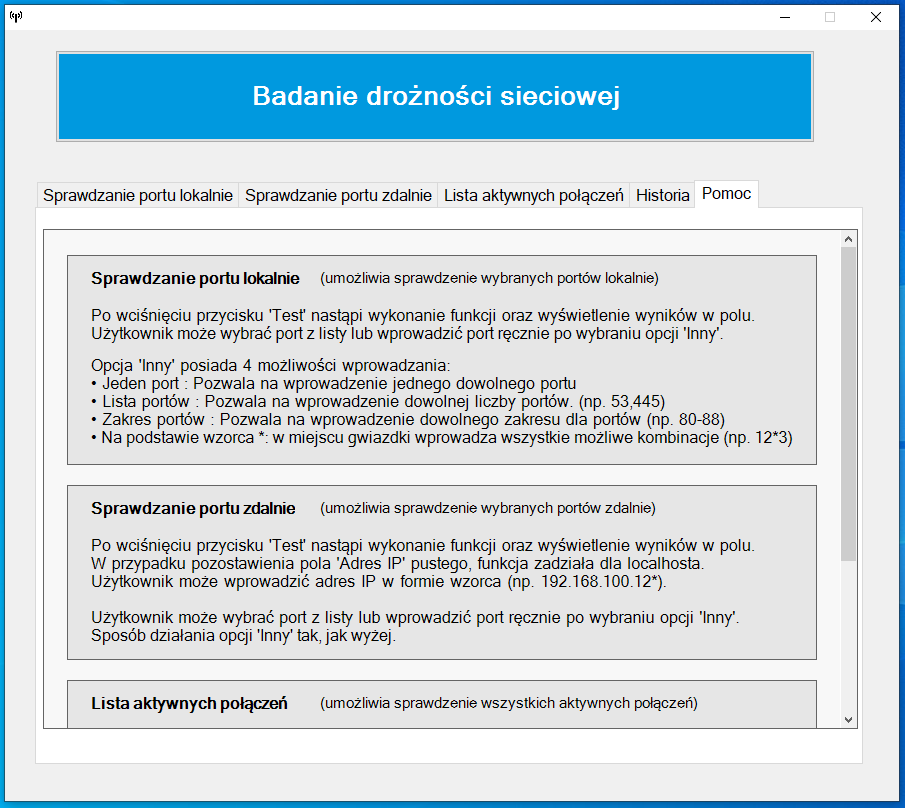 Badanie drożności sieciowej
Sprawdzanie portu lokalnie
Sprawdzanie portu zdalnie
Lista aktywnych połączeń
Historia
Pomoc
Sprawdzanie portu lokalnie (umożliwia sprawdzenie wybranych portów lokalnie)
Po wciśnięciu przycisku 'Test' nastąpi wykonanie funkcji oraz wyświetlenie wyników w polu.
Użytkownik może wybrać port z listy lub wprowadzić port ręcznie po wybraniu opcji 'Inny'.
Opcja 'Inny' posiada 4 możliwości wprowadzania:
• Jeden port : Pozwala na wprowadzenie jednego dowolnego portu
• Lista portów : Pozwala na wprowadzenie dowolnej liczby portów. (np. 53,445)
• Zakres portów : Pozwala na wprowadzenie dowolnego zakresu dla portów (np. 80-88)
• Na podstawie wzorca *: w miejscu gwiazdki wprowadza wszystkie możliwe kombinacje (np. 12*3)
Sprawdzanie portu zdalnie (umożliwia sprawdzenie wybranych portów zdalnie)
Po wciśnięciu przycisku 'Test' nastąpi wykonanie funkcji oraz wyświetlenie wyników w polu.
W przypadku pozostawienia pola 'Adres IP' pustego, funkcja zadziała dla localhosta.
Użytkownik może wprowadzić adres IP w formie wzorca (np. 192.168.100.12*).
Użytkownik może wybrać port z listy lub wprowadzić port ręcznie po wybraniu opcji 'Inny'.
Sposób działania opcji 'Inny' tak, jak wyżej.
Lista aktywnych połączeń (umożliwia sprawdzenie wszystkich aktywnych połączeń)